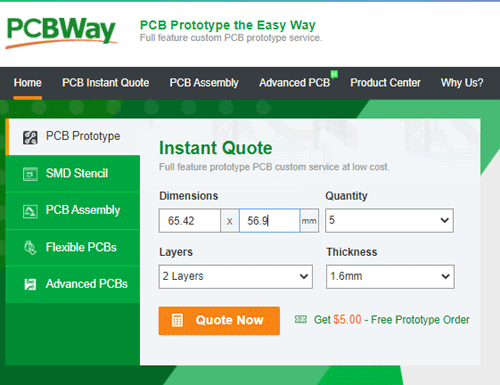 PCBWay
PCB Prototype the Easy Way
Full feature custom PCB prototype service.
Home PCB Instant Quote PCB Assembly Advanced PCB Product Center Why Us?
PCB Prototype
SMD Stencil
PCB Assembly
Flexible PCBs
Advanced PCBs
Instant Quote
Full feature prototype PCB custom service at low cost.
Dimensions Quantity
65.42 x 56.9 mm 5
Layers Thickness
2 Layers 1.6mm
Quote Now Get $5.00 - Free Prototype Order